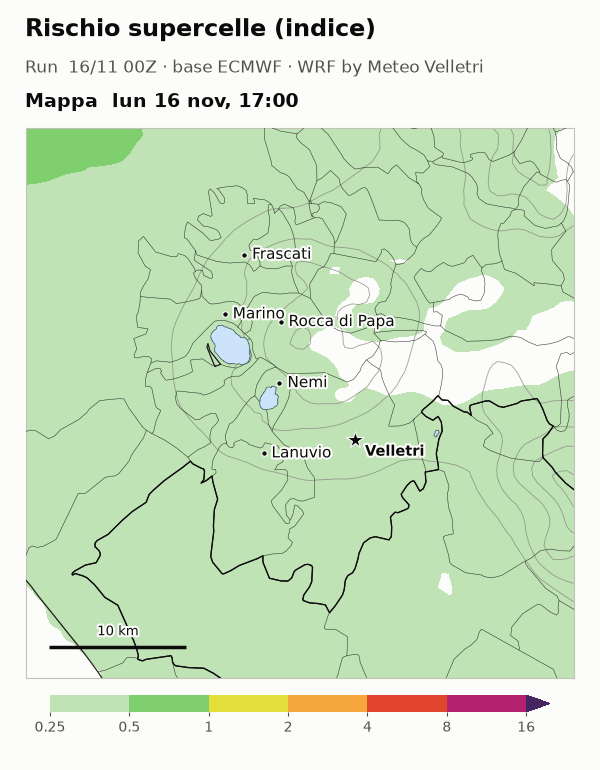 Rischio supercelle (indice)
Run  16/11 00Z · base ECMWF · WRF by Meteo Velletri
Mappa  lun 16 nov, 17:00
Frascati
Marino
Rocca di Papa
Nemi
Velletri
Lanuvio
10 km
0.25 0.5 1 2 4 8 16